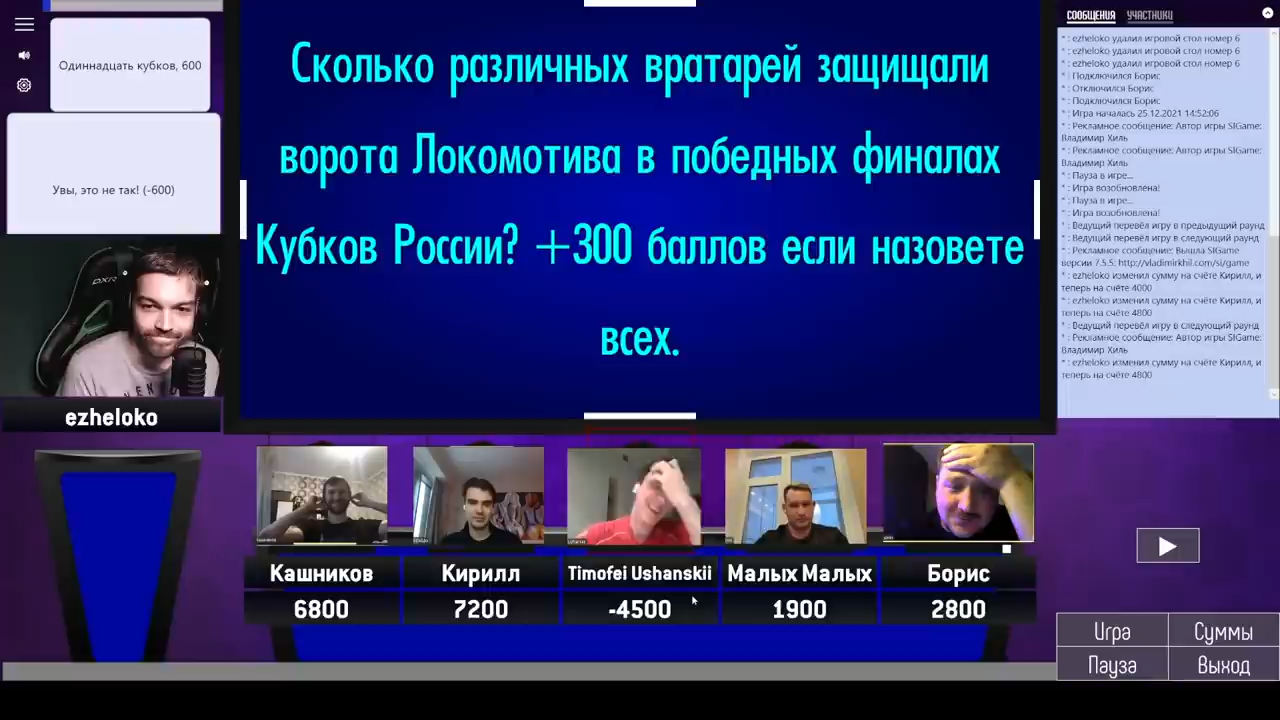 Одиннадцать кубков, 600
Увы, это не так! (-600)
DXR
ezheloko
Сколько различных вратарей защищали
ворота Локомотива в победных финалах
Кубков России? +300 баллов если назовете
всех.
Кашников
6800
Кирилл
7200
Timofei Ushanskii
-4500
Малых Малых
1900
Борис
2800
СООБЩЕНИЯ УЧАСТНИКИ
* : ezheloko удалил игровой стол номер 6
* : ezheloko удалил игровой стол номер 6
* : ezheloko удалил игровой стол номер 6
* : Подключился Борис
* : Отключился Борис
* : Подключился Борис
* : Игра началась 25.12.2021 14:52:06
* : Рекламное сообщение: Автор игры SIGame:
Владимир Хиль
* : Рекламное сообщение: Автор игры SIGame:
Владимир Хиль
* : Пауза в игре...
* : Игра возобновлена!
* : Пауза в игре...
* : Игра возобновлена!
* : Ведущий перевёл игру в предыдущий раунд
* : Ведущий перевёл игру в следующий раунд
* : Рекламное сообщение: Вышла SIGame
версии 7.5.5: http://vladimirkhil.com/si/game
* : ezheloko изменил сумму на счёте Кирилл, и
теперь на счёте 4000
* : ezheloko изменил сумму на счёте Кирилл, и
теперь на счёте 4800
* : Ведущий перевёл игру в следующий раунд
* : Рекламное сообщение: Автор игры SIGame:
Владимир Хиль
* : ezheloko изменил сумму на счёте Кирилл, и
теперь на счёте 4800
Игра Суммы
Пауза Выход